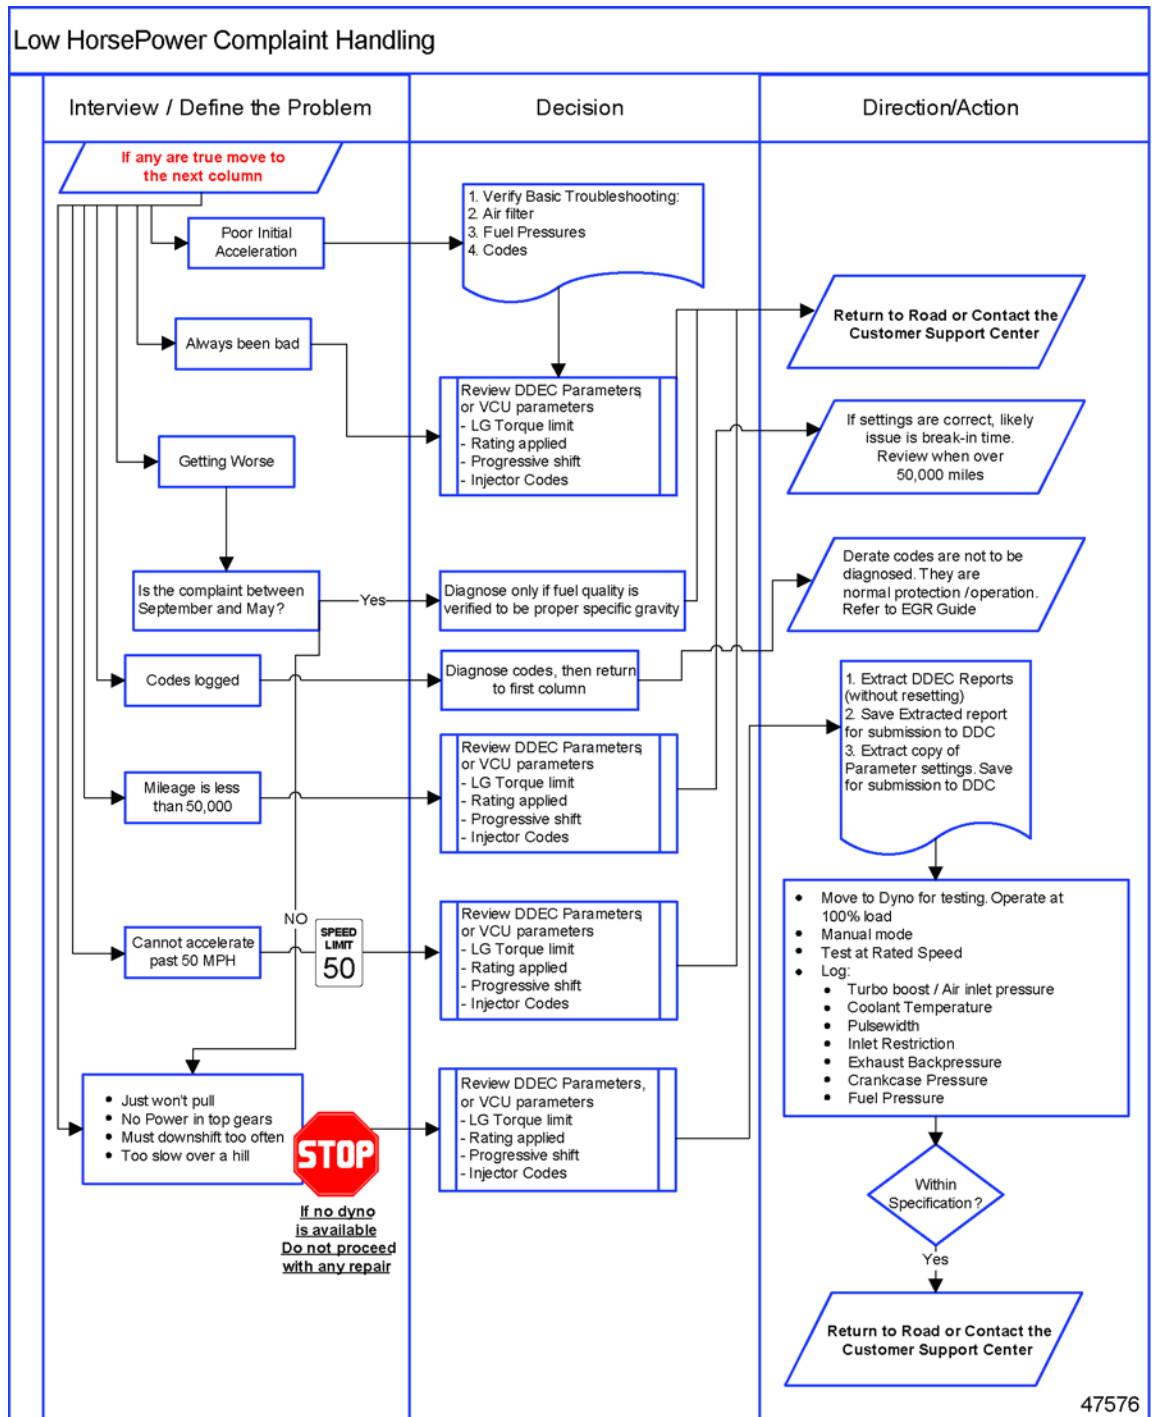 Low HorsePower Complaint Handling
Interview / Define the Problem
Decision
Direction/Action
If any are true move to
the next column
Poor Initial
Acceleration
1. Verify Basic Troubleshooting:
2. Air filter
3. Fuel Pressures
4. Codes
Return to Road or Contact the
Customer Support Center
Always been bad
Review DDEC Parameters,
or VCU parameters
- LG Torque limit
- Rating applied
- Progressive shift
- Injector Codes
If settings are correct, likely
issue is break-in time.
Review when over
50,000 miles
Getting Worse
Is the complaint between
September and May?
Yes
Diagnose only if fuel quality is
verified to be proper specific gravity
Derate codes are not to be
diagnosed. They are
normal protection /operation.
Refer to EGR Guide
Codes logged
Diagnose codes, then return
to first column
1. Extract DDEC Reports
(without resetting)
2. Save Extracted report
for submission to DDC
3. Extract copy of
Parameter settings. Save
for submission to DDC
Mileage is less
than 50,000
Review DDEC Parameters,
or VCU parameters
- LG Torque limit
- Rating applied
- Progressive shift
- Injector Codes
NO
Cannot accelerate
past 50 MPH
SPEED
LIMIT
50
Review DDEC Parameters,
or VCU parameters
- LG Torque limit
- Rating applied
- Progressive shift
- Injector Codes
• Move to Dyno for testing. Operate at
100% load
• Manual mode
• Test at Rated Speed
• Log:
• Turbo boost / Air inlet pressure
• Coolant Temperature
• Pulsewidth
• Inlet Restriction
• Exhaust Backpressure
• Crankcase Pressure
• Fuel Pressure
• Just won't pull
• No Power in top gears
• Must downshift too often
• Too slow over a hill
STOP
If no dyno
is available
Do not proceed
with any repair
Review DDEC Parameters,
or VCU parameters
- LG Torque limit
- Rating applied
- Progressive shift
- Injector Codes
Within
Specification?
Yes
Return to Road or Contact the
Customer Support Center
47576